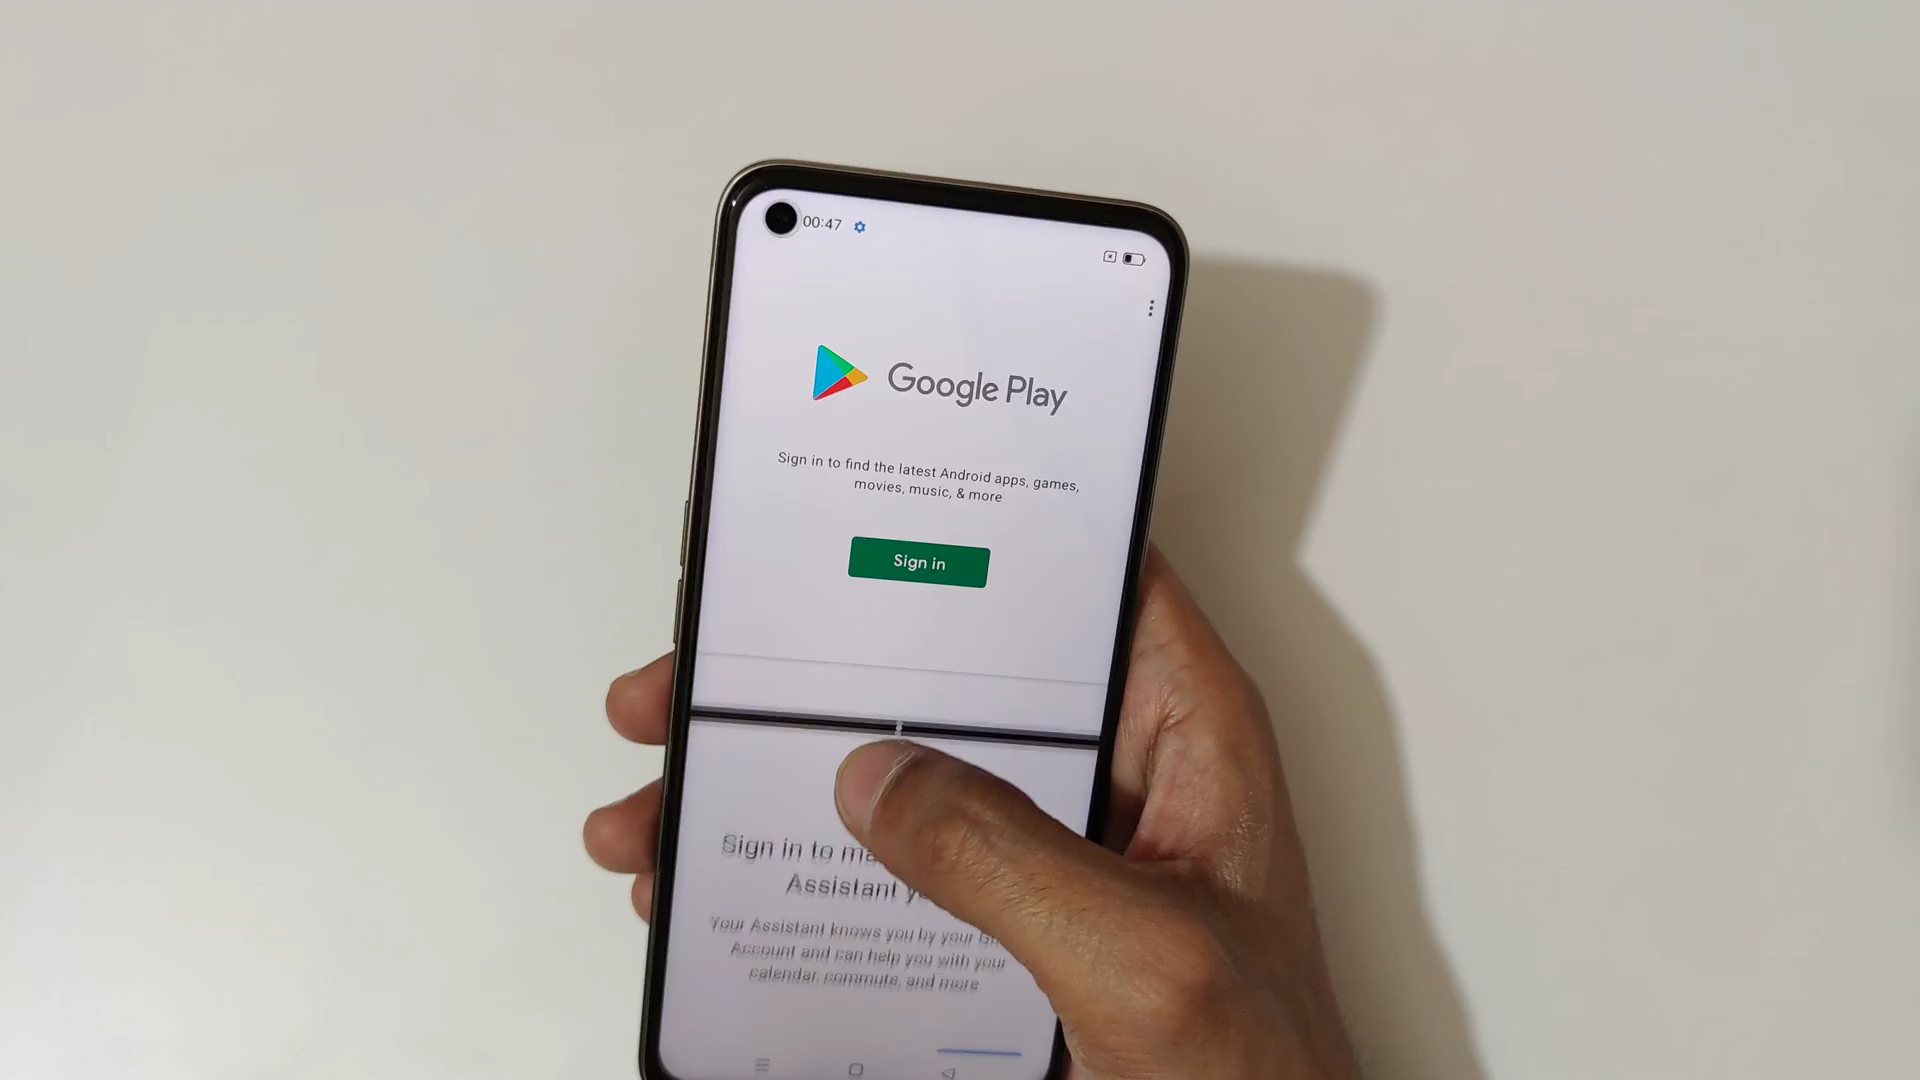 00:47
Google Play
Sign in to find the latest Android apps, games,
movies, music, & more
Sign in
Sign in to
Assistant
Your Assistant knows you by your
Account and can help you with your
calendar, commute, and more